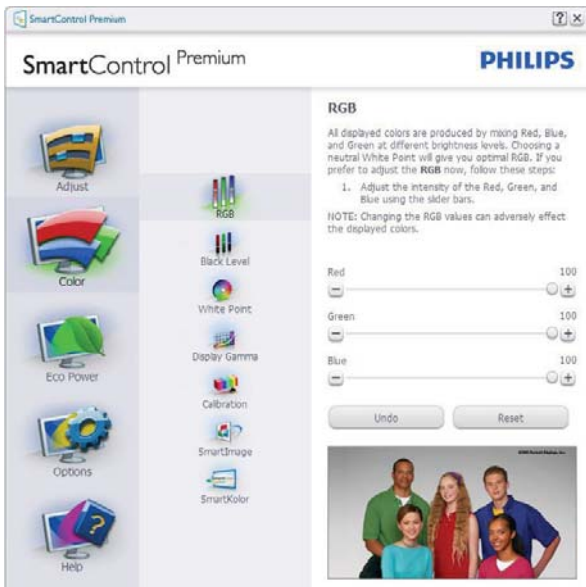 SmartControl Premium
SmartControl Premium
PHILIPS
Adjust
Color
Eco Power
Options
Help
RGB
Black Level
White Point
Display Gamma
Calibration
SmartImage
SmartKolor
RGB
All displayed colors are produced by mixing Red, Blue,
and Green at different brightness levels. Choosing a
neutral White Point will give you optimal RGB. If you
prefer to adjust the RGB now, follow these steps:
1. Adjust the intensity of the Red, Green, and
Blue using the slider bars.
NOTE: Changing the RGB values can adversely effect
the displayed colors.
Red 100
Green 100
Blue 100
Undo Reset